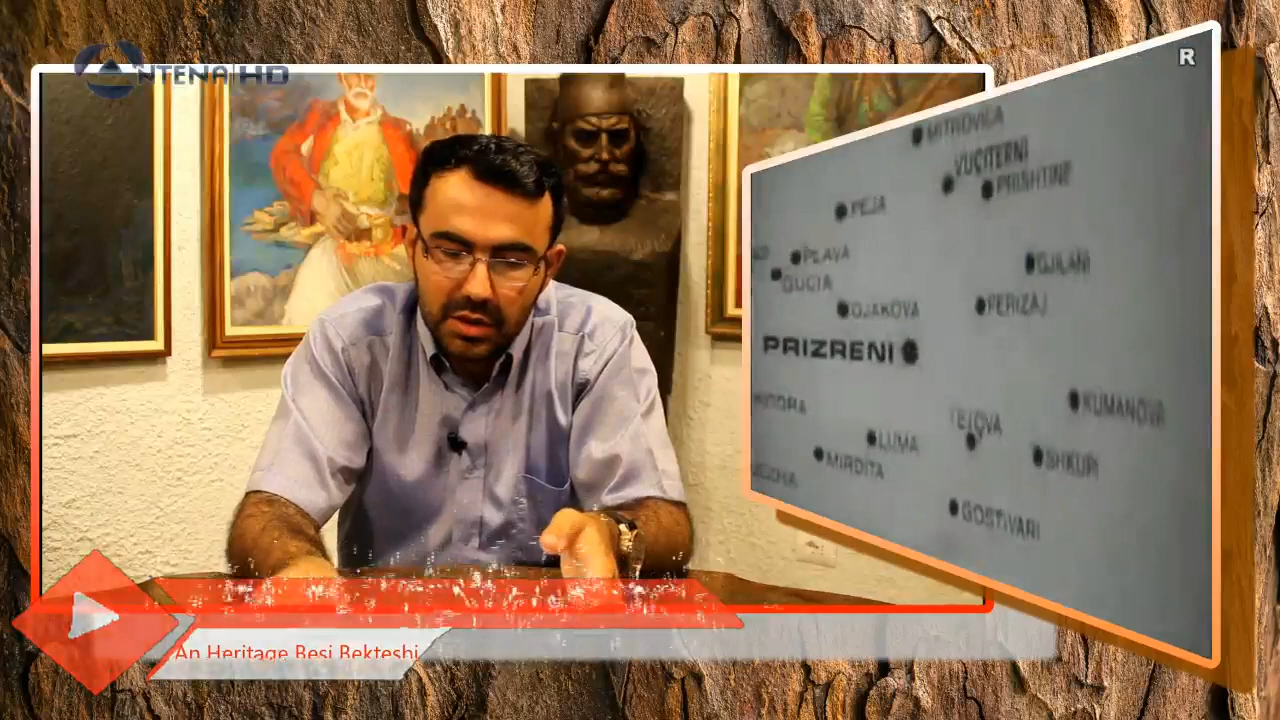 ANTENA HD
R
MITROVICA
VUÇITERNI
PRISHTINE
PEJA
PLAVA
GUCIA
GJILANI
GJAKOVA
FERIZAJ
PRIZRENI
KUMANOVA
TETOVA
LUMA
MIRDITA
SHKUPI
GOSTIVARI
An Heritage Besi Bekteshi